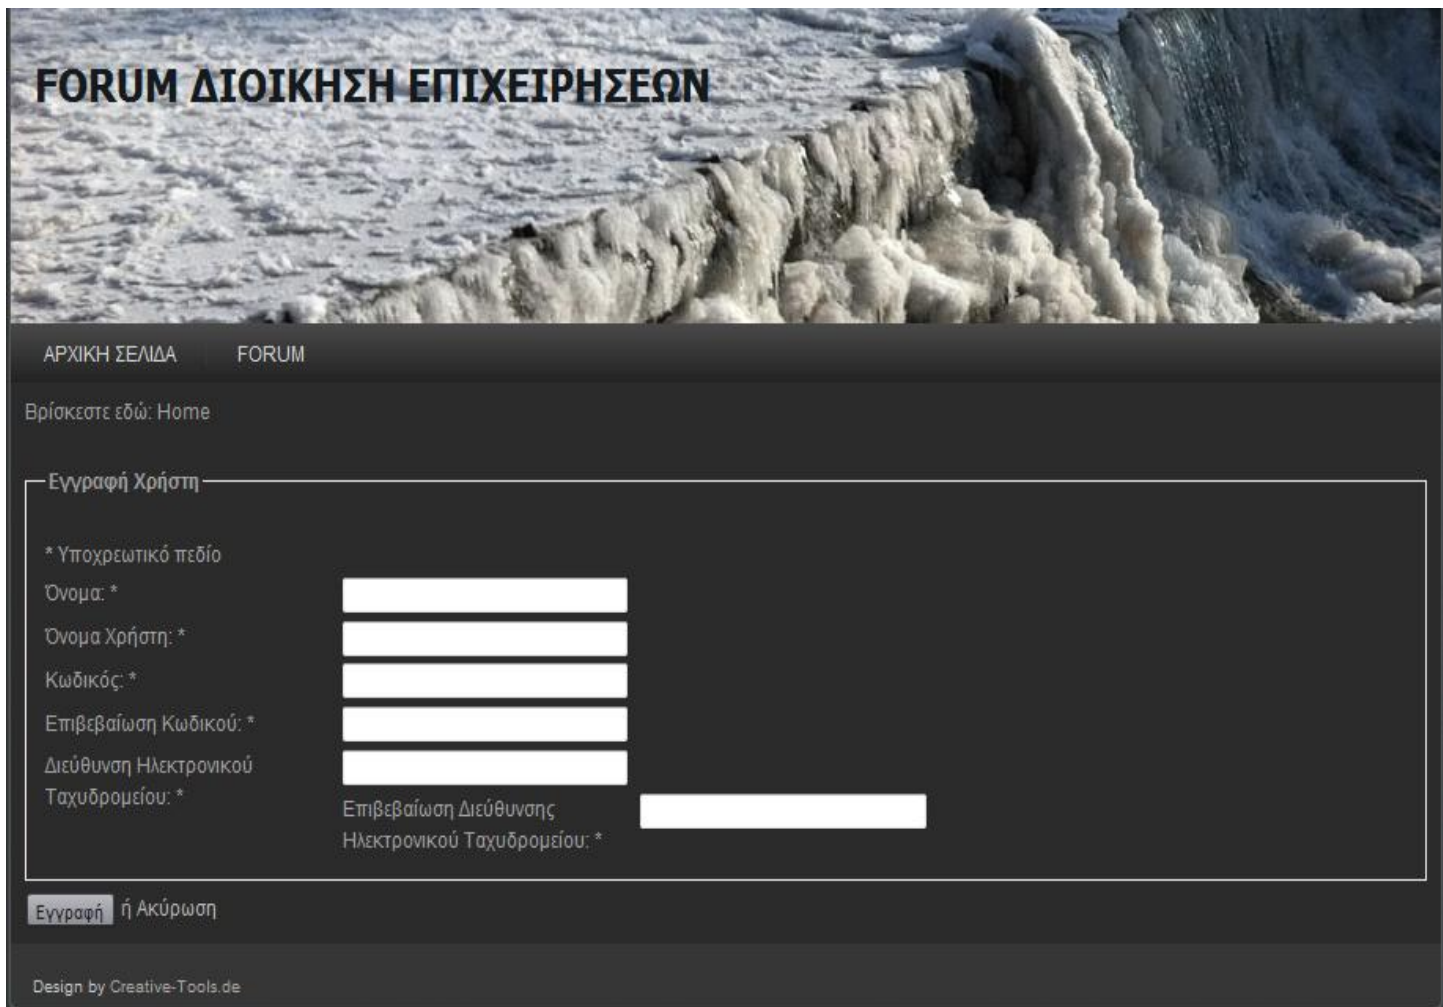 FORUM ΔΙΟΙΚΗΣΗ ΕΠΙΧΕΙΡΗΣΕΩΝ
ΑΡΧΙΚΗ ΣΕΛΙΔΑ FORUM
Βρίσκεστε εδώ: Home
Εγγραφή Χρήστη
* Υποχρεωτικό πεδίο
Όνομα: *
Όνομα Χρήστη: *
Κωδικός: *
Επιβεβαίωση Κωδικού: *
Διεύθυνση Ηλεκτρονικού
Ταχυδρομείου: *
Επιβεβαίωση Διεύθυνσης
Ηλεκτρονικού Ταχυδρομείου: *
Εγγραφή ή Ακύρωση
Design by Creative-Tools.de